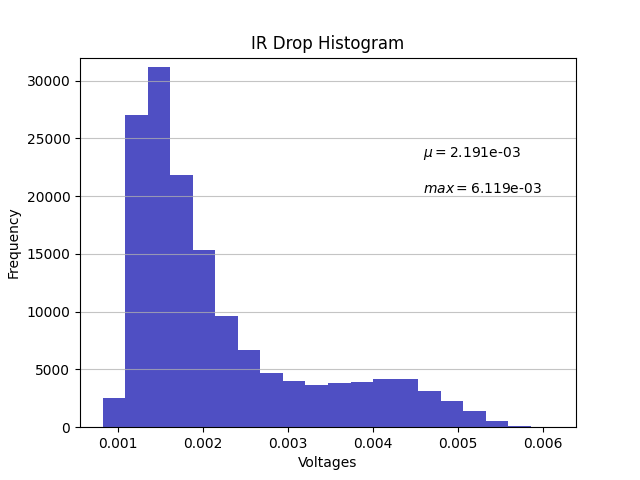 IR Drop Histogram
30000
25000
20000
15000
10000
5000
0
Frequency
μ = 2.191e-03
max = 6.119e-03
0.001 0.002 0.003 0.004 0.005 0.006
Voltages